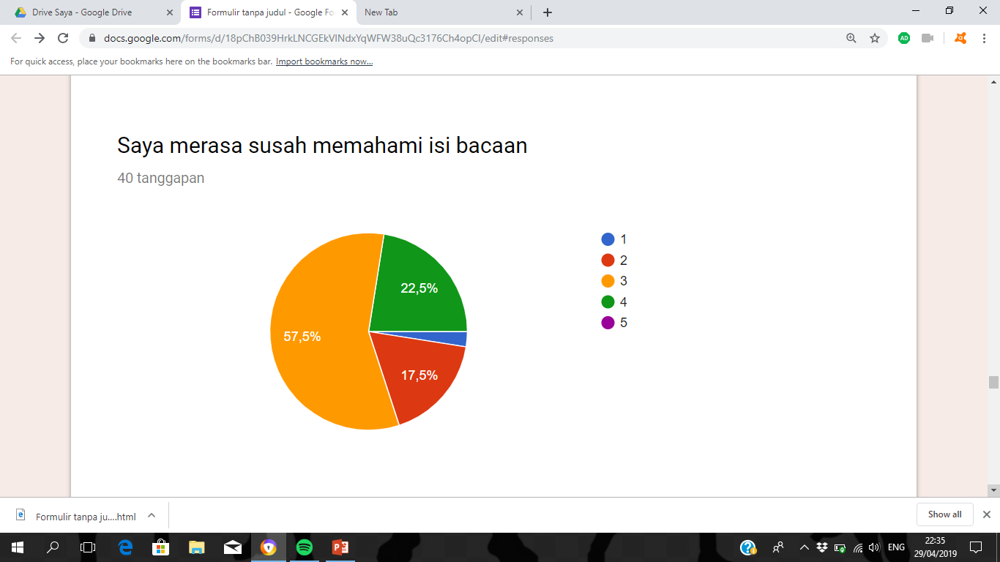 Drive Saya - Google Drive
Formulir tanpa judul - Google Fo
New Tab
docs.google.com/forms/d/18pChB039HrkLNCGEkVINdxYqWFW38uQc3176Ch4opCI/edit#responses
AD
For quick access, place your bookmarks here on the bookmarks bar. Import bookmarks now...
Saya merasa susah memahami isi bacaan
40 tanggapan
1
2
3
4
5
22,5%
57,5%
17,5%
Formulir tanpa ju....html
Show all
ENG
22:35
29/04/2019